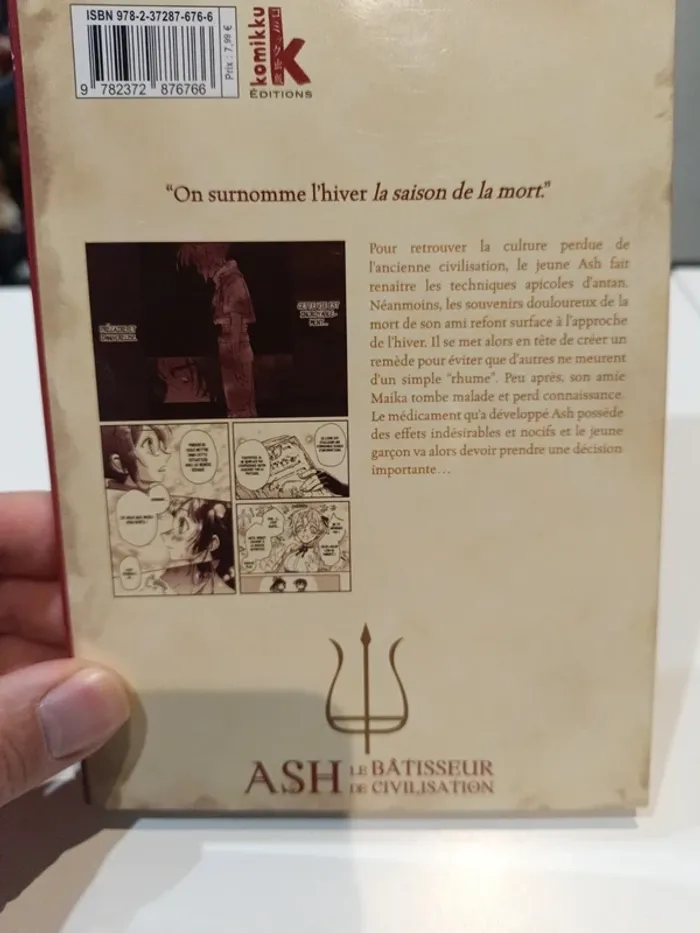 ISBN 978-2-37287-676-6
9 782372 876766
Prix : 7,99 €
komikku
K
ÉDITIONS
“On surnomme l'hiver la saison de la mort.”
Pour retrouver la culture perdue de
l'ancienne civilisation, le jeune Ash fait
renaitre les techniques apicoles d'antan.
Néanmoins, les souvenirs douloureux de la
mort de son ami refont surface à l'approche
de l'hiver. Il se met alors en tête de créer un
remède pour éviter que d'autres ne meurent
d'un simple “rhume”. Peu après, son amie
Maika tombe malade et perd connaissance.
Le médicament qu'a développé Ash possède
des effets indésirables et nocifs et le jeune
garçon va alors devoir prendre une décision
importante…
ASH LE BÂTISSEUR
DE CIVILISATION